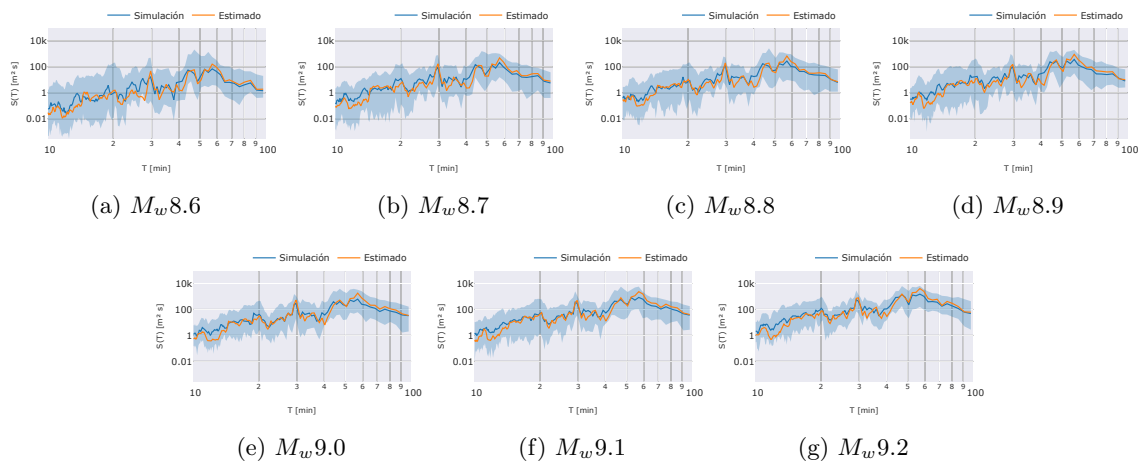 Simulación Estimado Simulación Estimado Simulación Estimado Simulación Estimado
10k 10k 10k 10k
100 100 100 100
1 1 1 1
0.01 0.01 0.01 0.01
S(T) [m² s] S(T) [m² s] S(T) [m² s] S(T) [m² s]
10 2 3 4 5 6 7 8 9 100 10 2 3 4 5 6 7 8 9 100 10 2 3 4 5 6 7 8 9 100 10 2 3 4 5 6 7 8 9 100
T [min] T [min] T [min] T [min]
(a) Mw8.6 (b) Mw8.7 (c) Mw8.8 (d) Mw8.9
Simulación Estimado Simulación Estimado Simulación Estimado
10k 10k 10k
100 100 100
1 1 1
0.01 0.01 0.01
S(T) [m² s] S(T) [m² s] S(T) [m² s]
10 2 3 4 5 6 7 8 9 100 10 2 3 4 5 6 7 8 9 100 10 2 3 4 5 6 7 8 9 100
T [min] T [min] T [min]
(e) Mw9.0 (f) Mw9.1 (g) Mw9.2